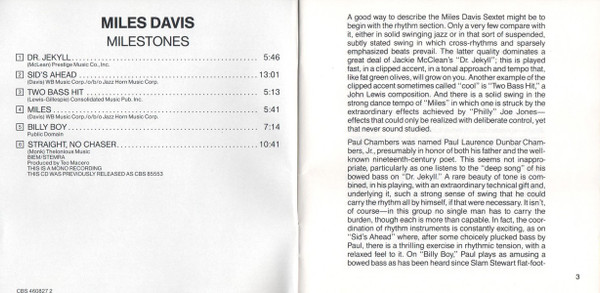 MILES DAVIS
MILESTONES
1 DR. JEKYLL 5:46
(McLean) Prestige Music Co., Inc.
2 SID'S AHEAD 13:01
(Davis) WB Music Corp./o/b/o Jazz Horn Music Corp.
3 TWO BASS HIT 5:13
(Lewis-Gillespie) Consolidated Music Pub. Inc.
4 MILES 5:41
(Davis) WB Music Corp./o/b/o Jazz Horn Music Corp.
5 BILLY BOY 7:14
Public Domain
6 STRAIGHT, NO CHASER 10:41
(Monk) Thelonious Music
BIEM/STEMRA
Produced by Teo Macero
THIS IS A MONO RECORDING
THIS CD WAS PREVIOUSLY RELEASED AS CBS 85553
CBS 460827 2
A good way to describe the Miles Davis Sextet might be to
begin with the rhythm section. Only a very few compare with
it, either in solid swinging jazz or in that sort of suspended,
subtly stated swing in which cross-rhythms and sparsely
emphasized beats prevail. The latter quality dominates a
great deal of Jackie McClean's "Dr. Jekyll"; this is played
fast, in a clipped accent, in a tonal approach and tempo that,
like fat green olives, will grow on you. Another example of the
clipped accent sometimes called "cool" is "Two Bass Hit," a
John Lewis composition. And there is a solid swing in the
strong dance tempo of "Miles" in which one is struck by the
extraordinary effects achieved by "Philly" Joe Jones—
effects that could only be realized with deliberate control, yet
that never sound studied.
Paul Chambers was named Paul Laurence Dunbar Cham-
bers, Jr., presumably in honor of both his father and the well-
known nineteenth-century poet. This seems not inappro-
priate, particularly as one listens to the "deep song" of his
bowed bass on "Dr. Jekyll." A rare beauty of tone is com-
bined, in his playing, with an extraordinary technical gift and,
underlying it, such a strong sense of swing that he could
carry the rhythm all by himself, if that were necessary. It isn't,
of course—in this group no single man has to carry the
burden, though each is more than capable. In fact, the coor-
dination of rhythm instruments is constantly exciting, as on
"Sid's Ahead" where, after some choicely plucked bass by
Paul, there is a thrilling exercise in rhythmic tension, with a
relaxed feel to it. On "Billy Boy," Paul plays as amusing a
bowed bass as has been heard since Slam Stewart flat-foot-
3